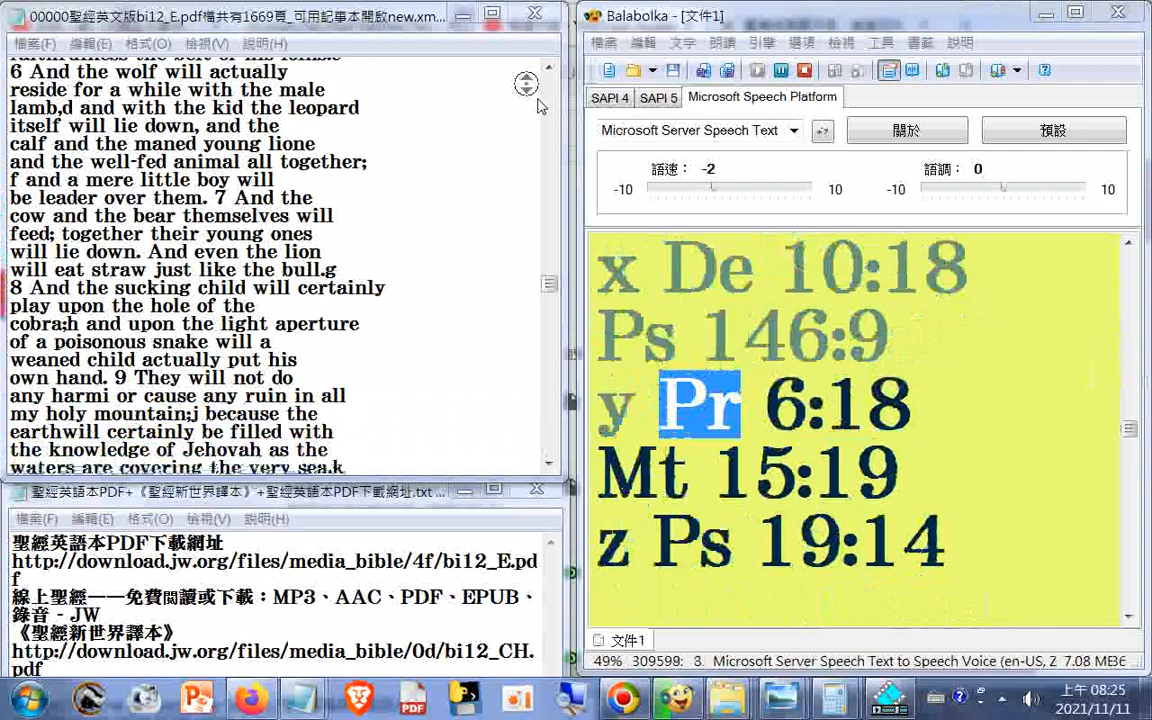 00000聖經英文版bi12_E.pdf檔共有1669頁_可用記事本開啟new.xm...
檔案(F) 編輯(E) 格式(O) 檢視(V) 說明(H)
faithfulness the belt of his loins.c
6 And the wolf will actually
reside for a while with the male
lamb,d and with the kid the leopard
itself will lie down, and the
calf and the maned young lione
and the well-fed animal all together;
f and a mere little boy will
be leader over them. 7 And the
cow and the bear themselves will
feed; together their young ones
will lie down. And even the lion
will eat straw just like the bull.g
8 And the sucking child will certainly
play upon the hole of the
cobra;h and upon the light aperture
of a poisonous snake will a
weaned child actually put his
own hand. 9 They will not do
any harmi or cause any ruin in all
my holy mountain;j because the
earthwill certainly be filled with
the knowledge of Jehovah as the
waters are covering the very sea.k
聖經英語本PDF+《聖經新世界譯本》+聖經英語本PDF下載網址.txt ...
檔案(F) 編輯(E) 格式(O) 檢視(V) 說明(H)
聖經英語本PDF下載網址
http://download.jw.org/files/media_bible/4f/bi12_E.pd
f
線上聖經——免費閱讀或下載：MP3、AAC、PDF、EPUB、
錄音 - JW
《聖經新世界譯本》
http://download.jw.org/files/media_bible/0d/bi12_CH.
pdf
Balabolka - [文件1]
檔案 編輯 文字 朗讀 引擎 選項 檢視 工具 書籤 說明
SAPI 4 SAPI 5 Microsoft Speech Platform
Microsoft Server Speech Text 關於 預設
語速： -2 語調： 0
-10 10 -10 10
x De 10:18
Ps 146:9
y Pr 6:18
Mt 15:19
z Ps 19:14
文件1
49% 309598: 8. Microsoft Server Speech Text to Speech Voice (en-US, Z 7.08 MB
上午 08:25
2021/11/11